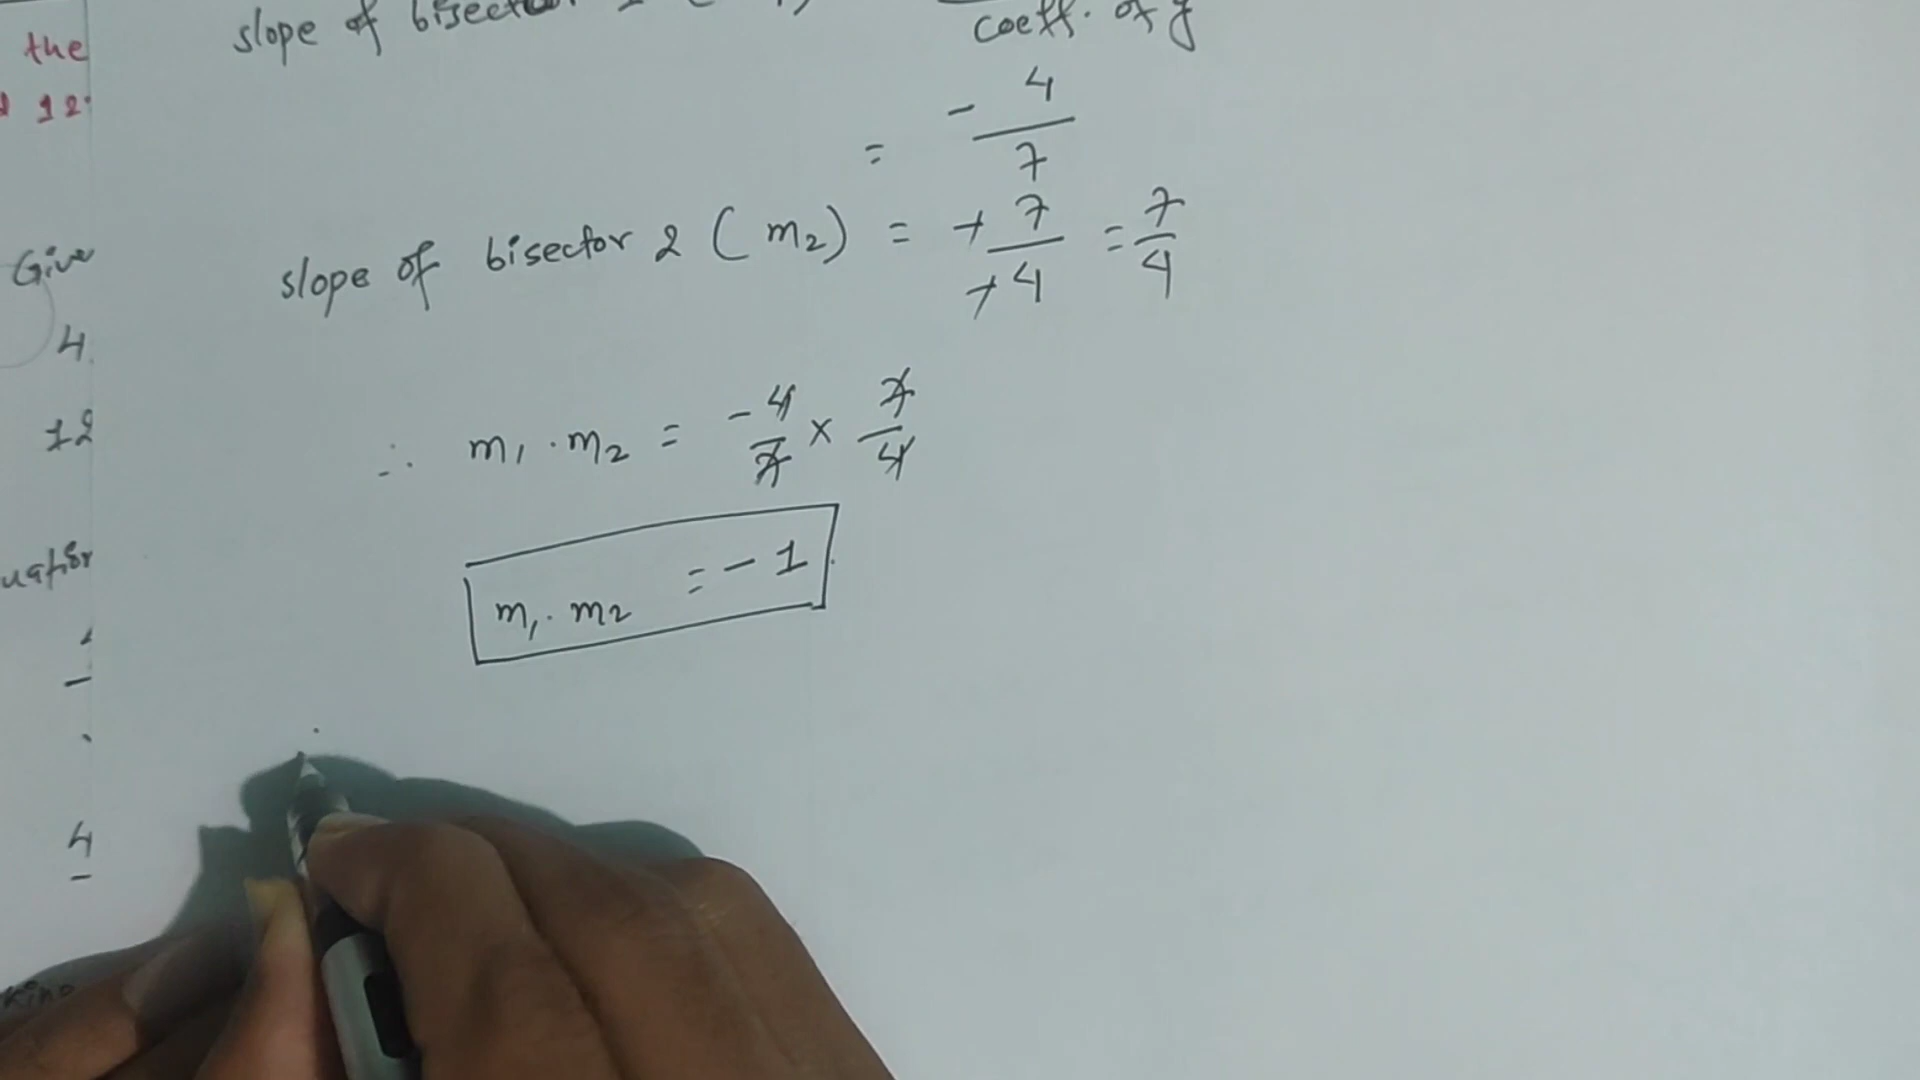 slope of bisector
coeff. of y
the
12
= - 4/7
slope of bisector 2 (m₂) = +7/+4 = 7/4
Give
4
∴ m₁ · m₂ = -4/7 × 7/4
12
m₁ · m₂ = - 1
4